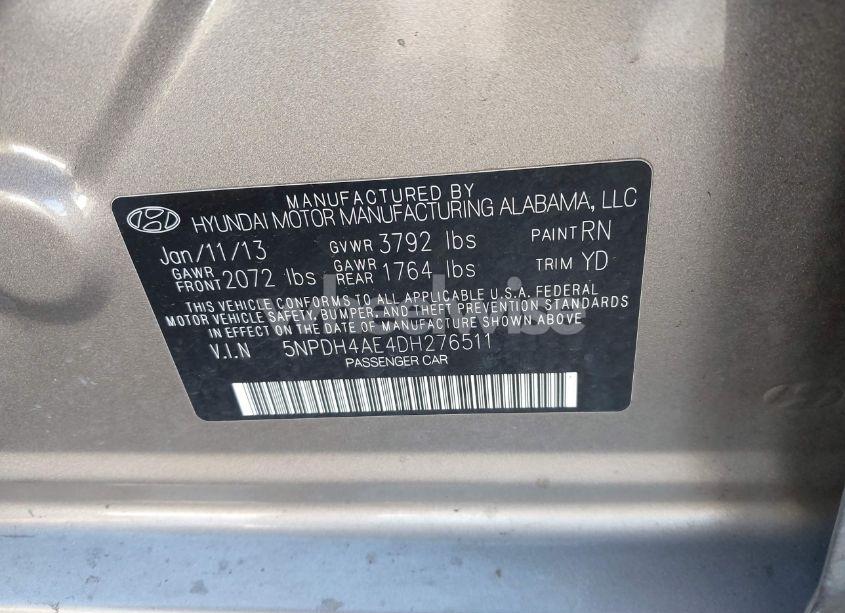 MANUFACTURED BY
HYUNDAI MOTOR MANUFACTURING ALABAMA, LLC
Jan/11/13 GVWR 3792 lbs PAINT RN
GAWR FRONT 2072 lbs GAWR REAR 1764 lbs TRIM YD
THIS VEHICLE CONFORMS TO ALL APPLICABLE U.S.A. FEDERAL
MOTOR VEHICLE SAFETY, BUMPER, AND THEFT PREVENTION STANDARDS
IN EFFECT ON THE DATE OF MANUFACTURE SHOWN ABOVE.
V.I.N 5NPDH4AE4DH276511
PASSENGER CAR